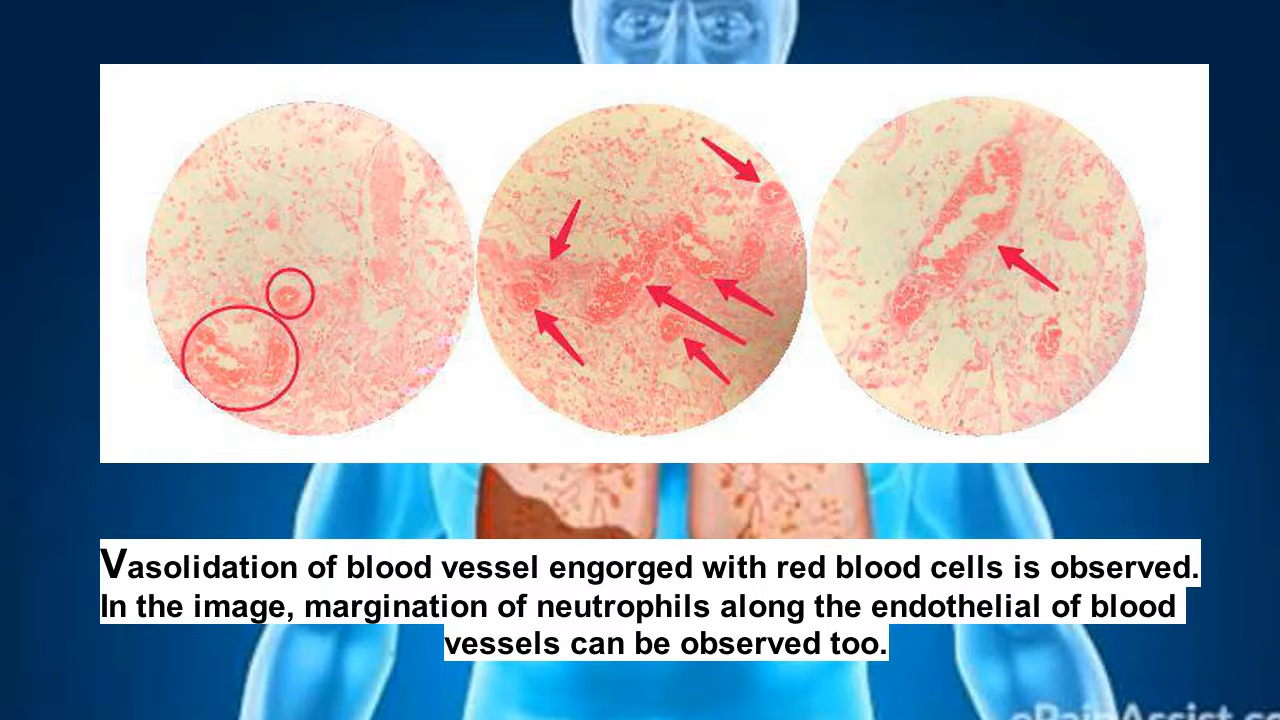 Vasolidation of blood vessel engorged with red blood cells is observed.
In the image, margination of neutrophils along the endothelial of blood
vessels can be observed too.